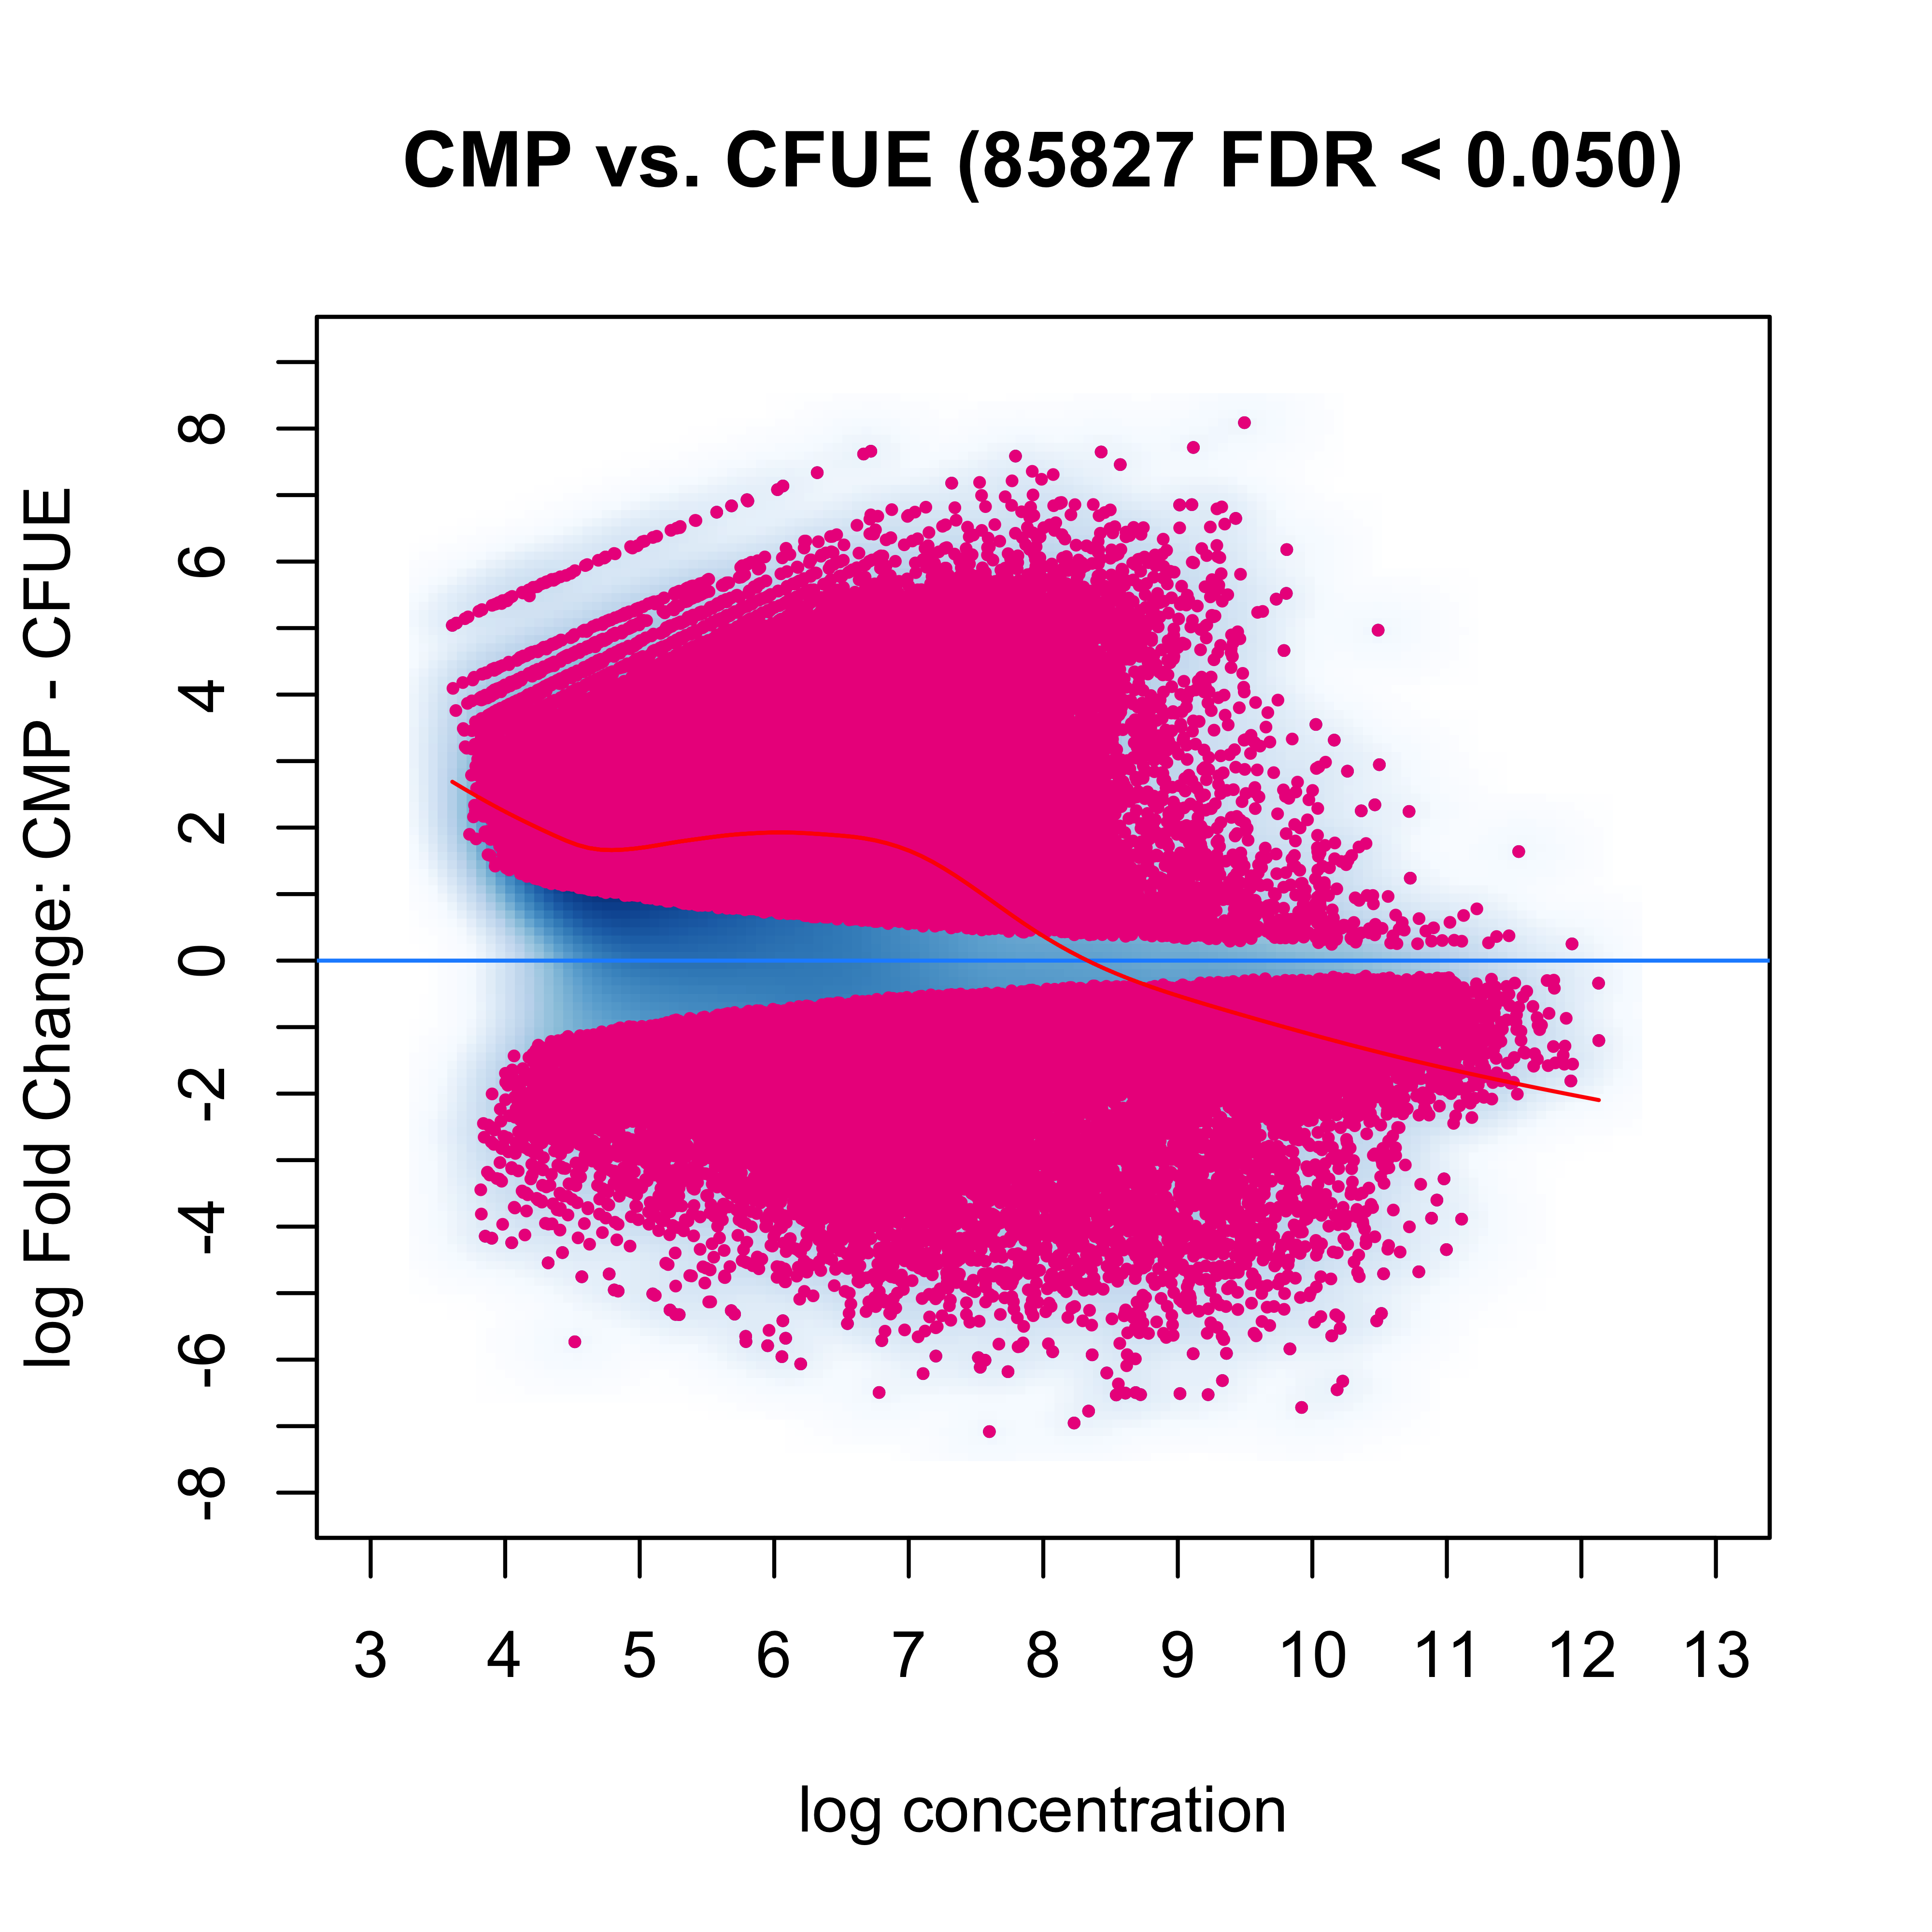 CMP vs. CFUE (85827 FDR < 0.050)
log Fold Change: CMP - CFUE
8
6
4
2
0
-2
-4
-6
-8
3 4 5 6 7 8 9 10 11 12 13
log concentration